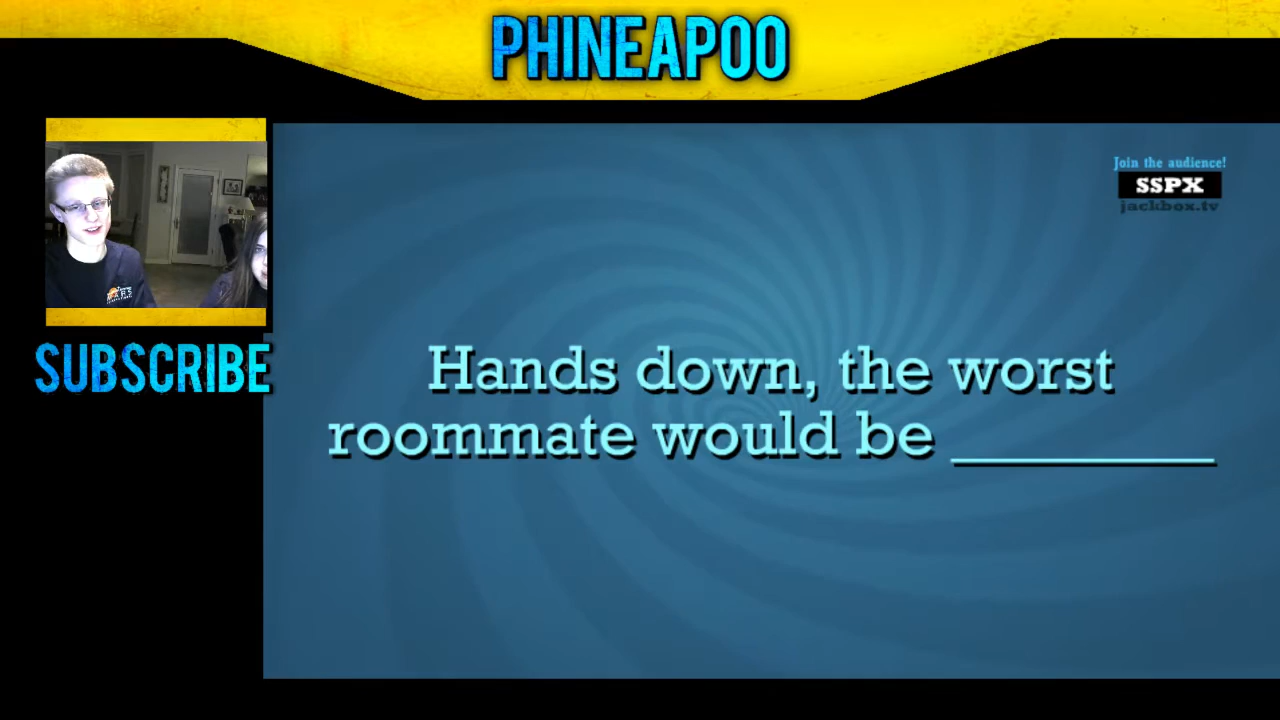 PHINEAPOO
Join the audience!
SSPX
jackbox.tv
SUBSCRIBE
Hands down, the worst
roommate would be ________